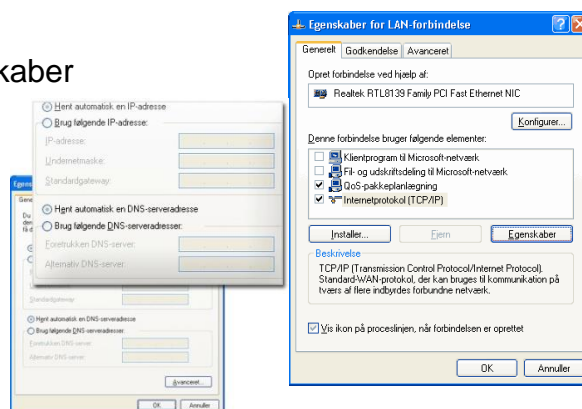 kaber
Hent automatisk en IP-adresse
Brug følgende IP-adresse:
IP-adresse:
Undernetmaske:
Standardgateway:
Hent automatisk en DNS-serveradresse
Brug følgende DNS-serveradresser:
Foretrukken DNS-server:
Alternativ DNS-server:
Egens
Gene
Du
den
få d
Standardgateway:
Hent automatisk en DNS-serveradresse
Brug følgende DNS-serveradresser:
Foretrukken DNS-server:
Alternativ DNS-server:
Avanceret...
OK
Annuller
Egenskaber for LAN-forbindelse
Generelt
Godkendelse
Avanceret
Opret forbindelse ved hjælp af:
Realtek RTL8139 Family PCI Fast Ethernet NIC
Konfigurer...
Denne forbindelse bruger følgende elementer:
Klientprogram til Microsoft-netværk
Fil- og udskriftsdeling til Microsoft-netværk
QoS-pakkeplanlægning
Internetprotokol (TCP/IP)
Installer...
Fjern
Egenskaber
Beskrivelse
TCP/IP (Transmission Control Protocol/Internet Protocol).
Standard-WAN-protokol, der kan bruges til kommunikation på
tværs af flere indbyrdes forbundne netværk.
Vis ikon på proceslinjen, når forbindelsen er oprettet
OK
Annuller